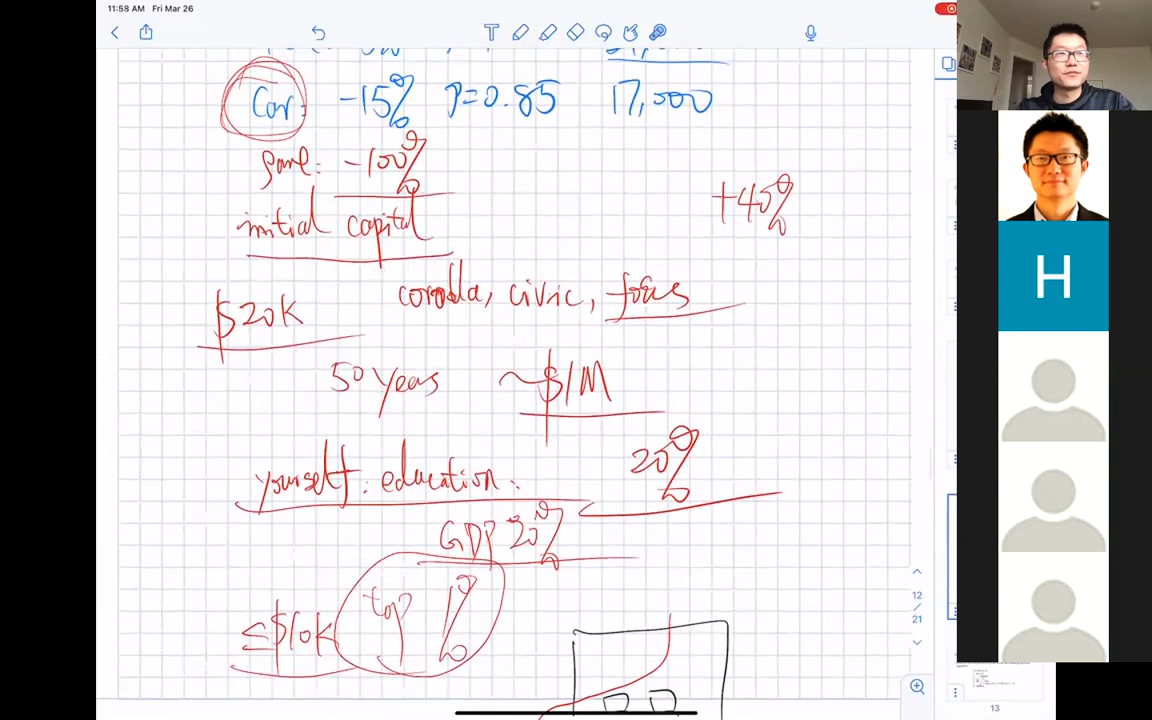 11:58 AM Fri Mar 26
Car: -15% P=0.85 17,000
game: -100%
initial capital
+40%
$20K
corolla, civic, focus
50 years ~$1M
yourself: education: 20%
GDP 20%
≤$10K top 1%
H
12
/
21
13